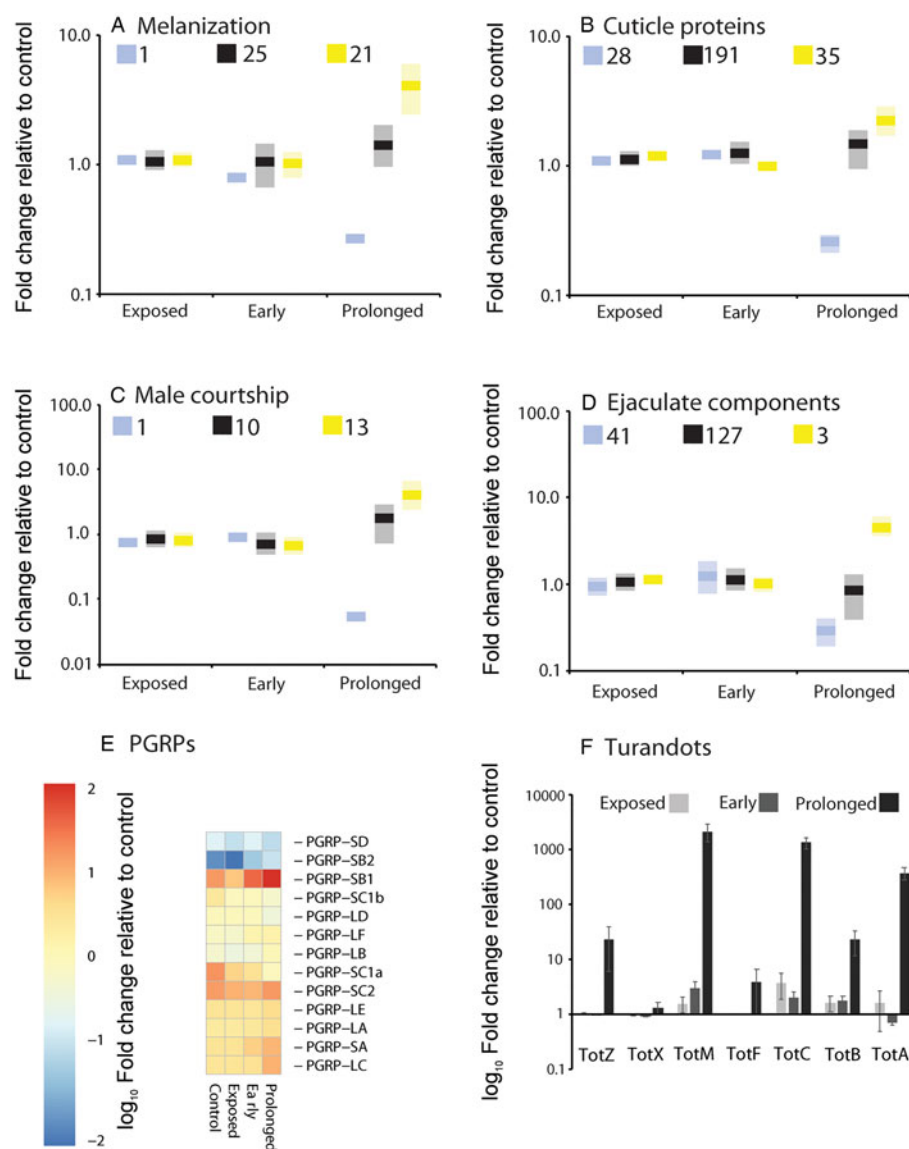 A Melanization
Fold change relative to control
10.0
1.0
0.1
1 25 21
Exposed Early Prolonged
B Cuticle proteins
Fold change relative to control
10.0
1.0
0.1
28 191 35
Exposed Early Prolonged
C Male courtship
Fold change relative to control
100.0
10.0
1.0
0.1
0.01
1 10 13
Exposed Early Prolonged
D Ejaculate components
Fold change relative to control
100.0
10.0
1.0
0.1
41 127 3
Exposed Early Prolonged
E PGRPs
2
1
0
−1
−2
log10 Fold change relative to control
– PGRP–SD
– PGRP–SB2
– PGRP–SB1
– PGRP–SC1b
– PGRP–LD
– PGRP–LF
– PGRP–LB
– PGRP–SC1a
– PGRP–SC2
– PGRP–LE
– PGRP–LA
– PGRP–SA
– PGRP–LC
Control
Exposed
Ea rly
Prolonged
F Turandots
log10 Fold change relative to control
Exposed Early Prolonged
10000
1000
100
10
1
0.1
TotZ TotX TotM TotF TotC TotB TotA